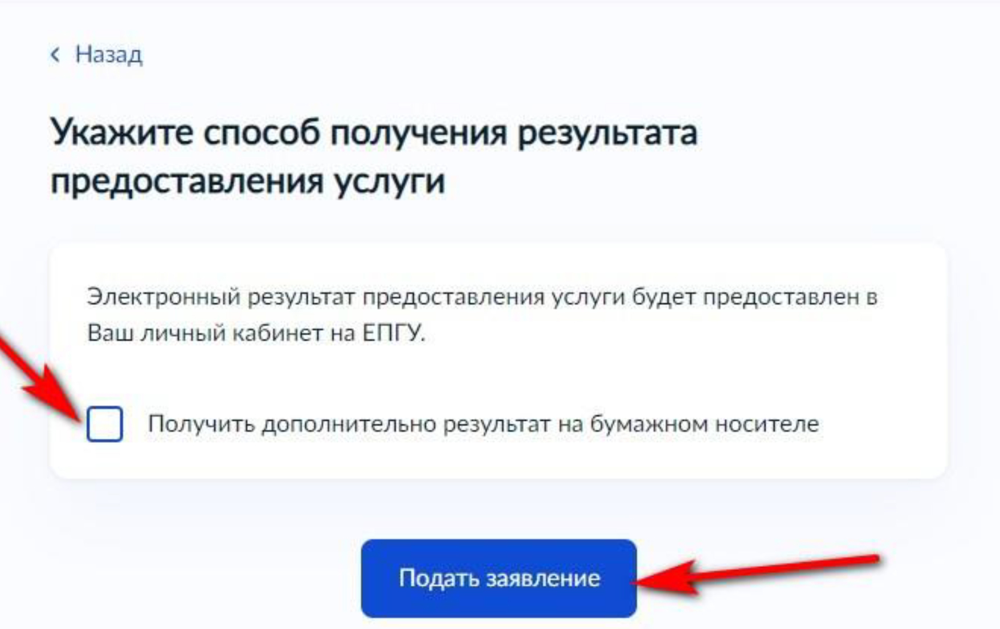 Назад
Укажите способ получения результата
предоставления услуги
Электронный результат предоставления услуги будет предоставлен в
Ваш личный кабинет на ЕПГУ.
Получить дополнительно результат на бумажном носителе
Подать заявление